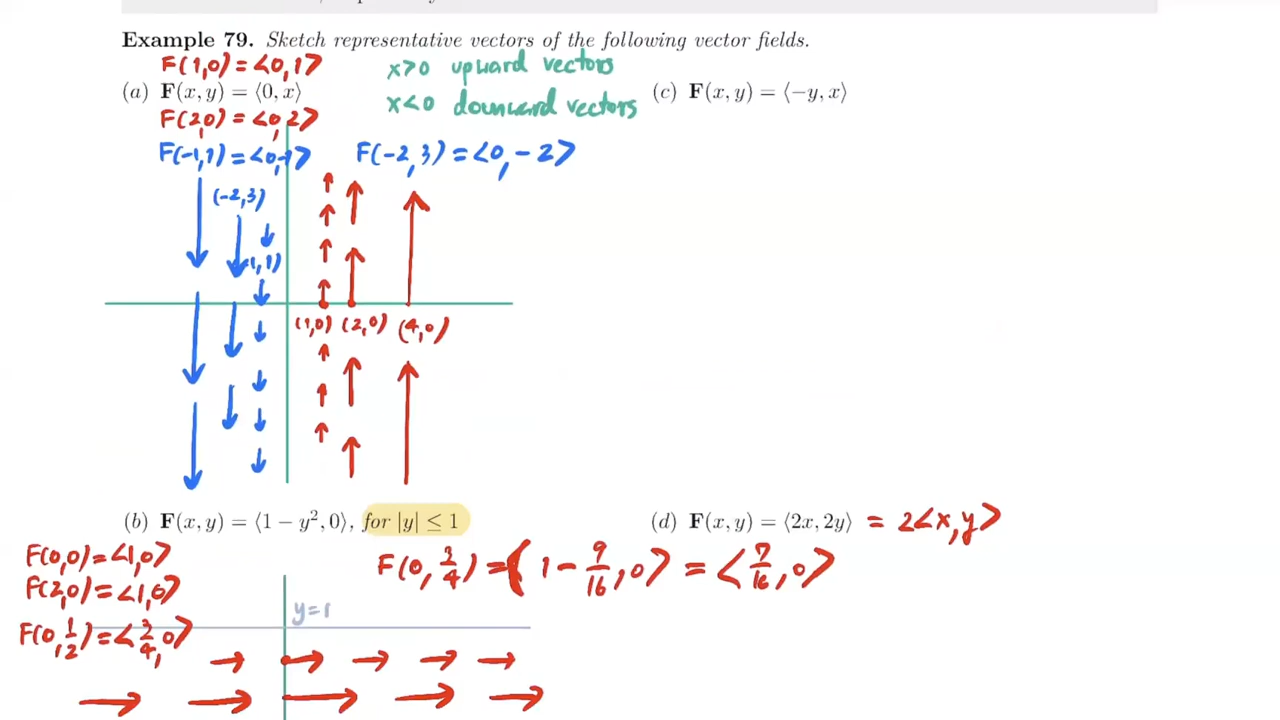 Example 79. Sketch representative vectors of the following vector fields.
F(1,0) = <0,1>
x>0 upward vectors
(a) F(x, y) = ⟨0, x⟩
x<0 downward vectors
(c) F(x, y) = ⟨−y, x⟩
F(2,0) = <0,2>
F(-1,1) = <0,-1>
F(-2,3) = <0,-2>
(-2,3)
(-1,1)
(1,0) (2,0) (4,0)
(b) F(x, y) = ⟨1 − y², 0⟩, for |y| ≤ 1
(d) F(x, y) = ⟨2x, 2y⟩ = 2<x,y>
F(0,0) = <1,0>
F(0, 3/4) = < 1 - 9/16, 0> = < 7/16, 0>
F(2,0) = <1,0>
y=1
F(0, 1/2) = <3/4, 0>